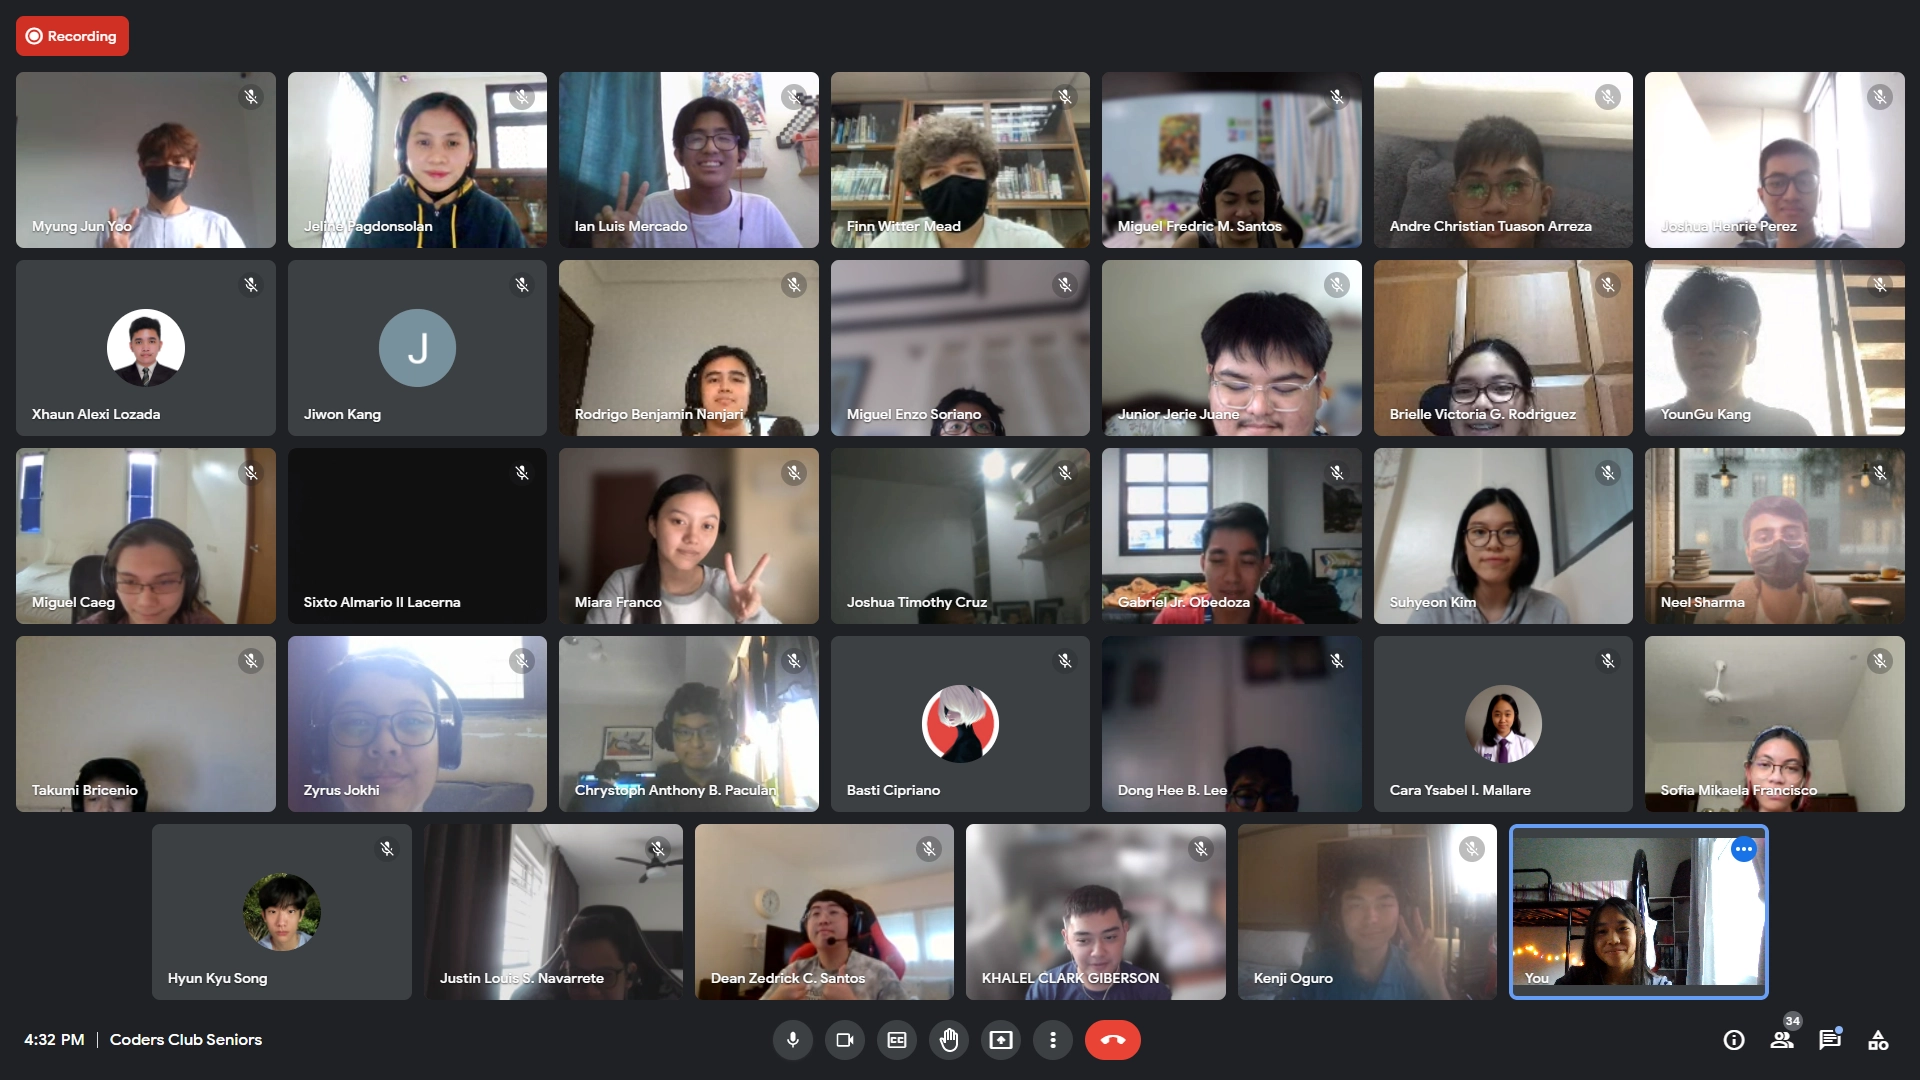 Recording
Myung Jun Yoo
Jeline Pagdonsolan
Ian Luis Mercado
Finn Witter Mead
Miguel Fredric M. Santos
Andre Christian Tuason Arreza
Joshua Henrie Perez
Xhaun Alexi Lozada
J
Jiwon Kang
Rodrigo Benjamin Nanjari
Miguel Enzo Soriano
Junior Jerie Juane
Brielle Victoria G. Rodriguez
YounGu Kang
Miguel Caeg
Sixto Almario II Lacerna
Miara Franco
Joshua Timothy Cruz
Gabriel Jr. Obedoza
Suhyeon Kim
Neel Sharma
Takumi Bricenio
Zyrus Jokhi
Chrystoph Anthony B. Paculan
Basti Cipriano
Dong Hee B. Lee
Cara Ysabel I. Mallare
Sofia Mikaela Francisco
Hyun Kyu Song
Justin Louis S. Navarrete
Dean Zedrick C. Santos
KHALEL CLARK GIBERSON
Kenji Oguro
You
4:32 PM | Coders Club Seniors
CC
34